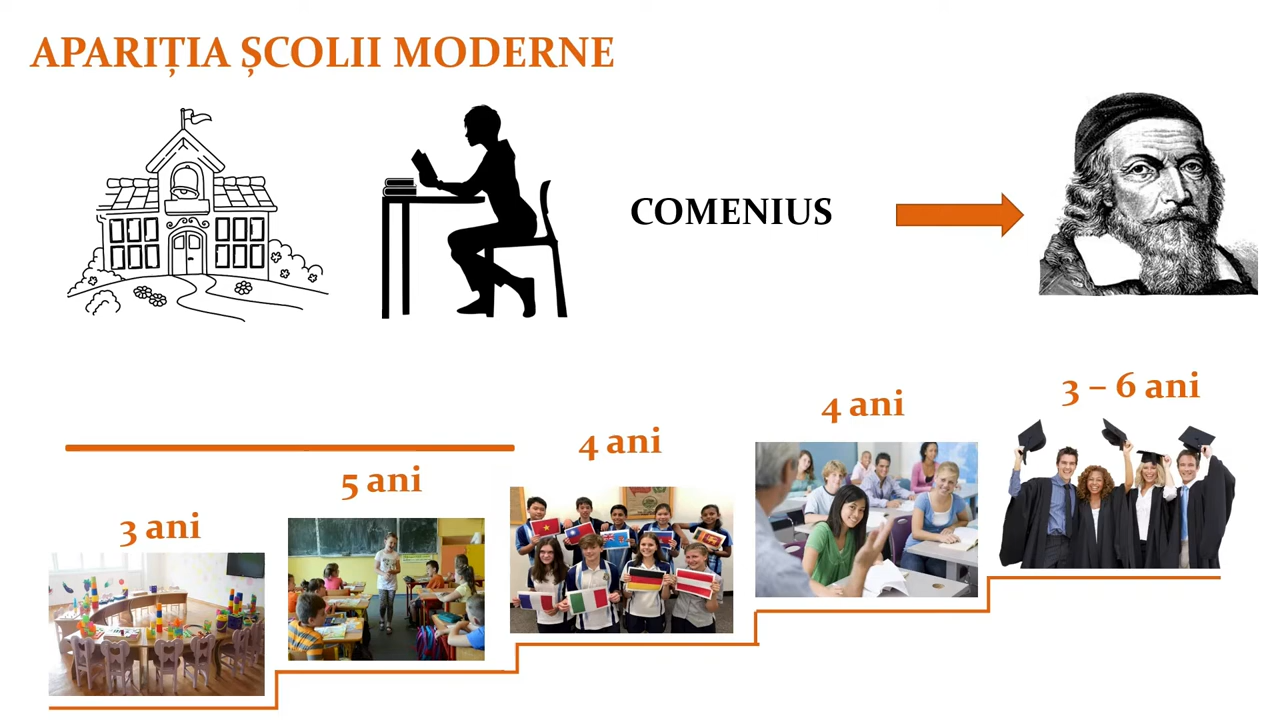 APARIȚIA ȘCOLII MODERNE
COMENIUS
3 ani
5 ani
4 ani
4 ani
3 – 6 ani